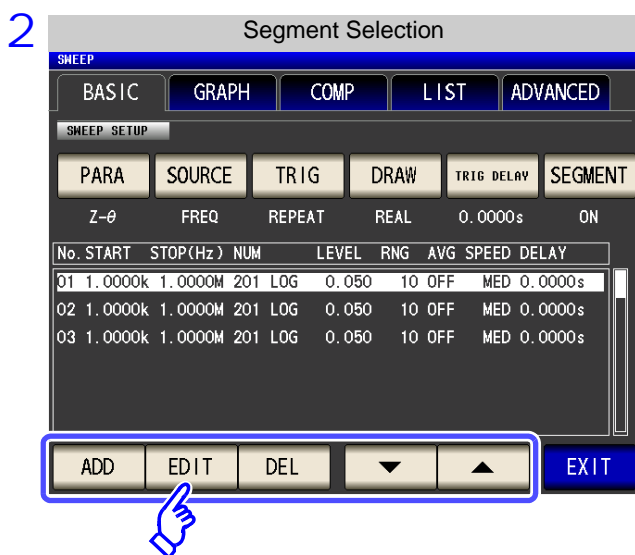 2
Segment Selection
SWEEP
BASIC GRAPH COMP LIST ADVANCED
SWEEP SETUP
PARA SOURCE TRIG DRAW TRIG DELAY SEGMENT
Z-θ FREQ REPEAT REAL 0.0000s ON
No. START STOP(Hz) NUM LEVEL RNG AVG SPEED DELAY
01 1.0000k 1.0000M 201 LOG 0.050 10 OFF MED 0.0000s
02 1.0000k 1.0000M 201 LOG 0.050 10 OFF MED 0.0000s
03 1.0000k 1.0000M 201 LOG 0.050 10 OFF MED 0.0000s
ADD EDIT DEL ▼ ▲ EXIT